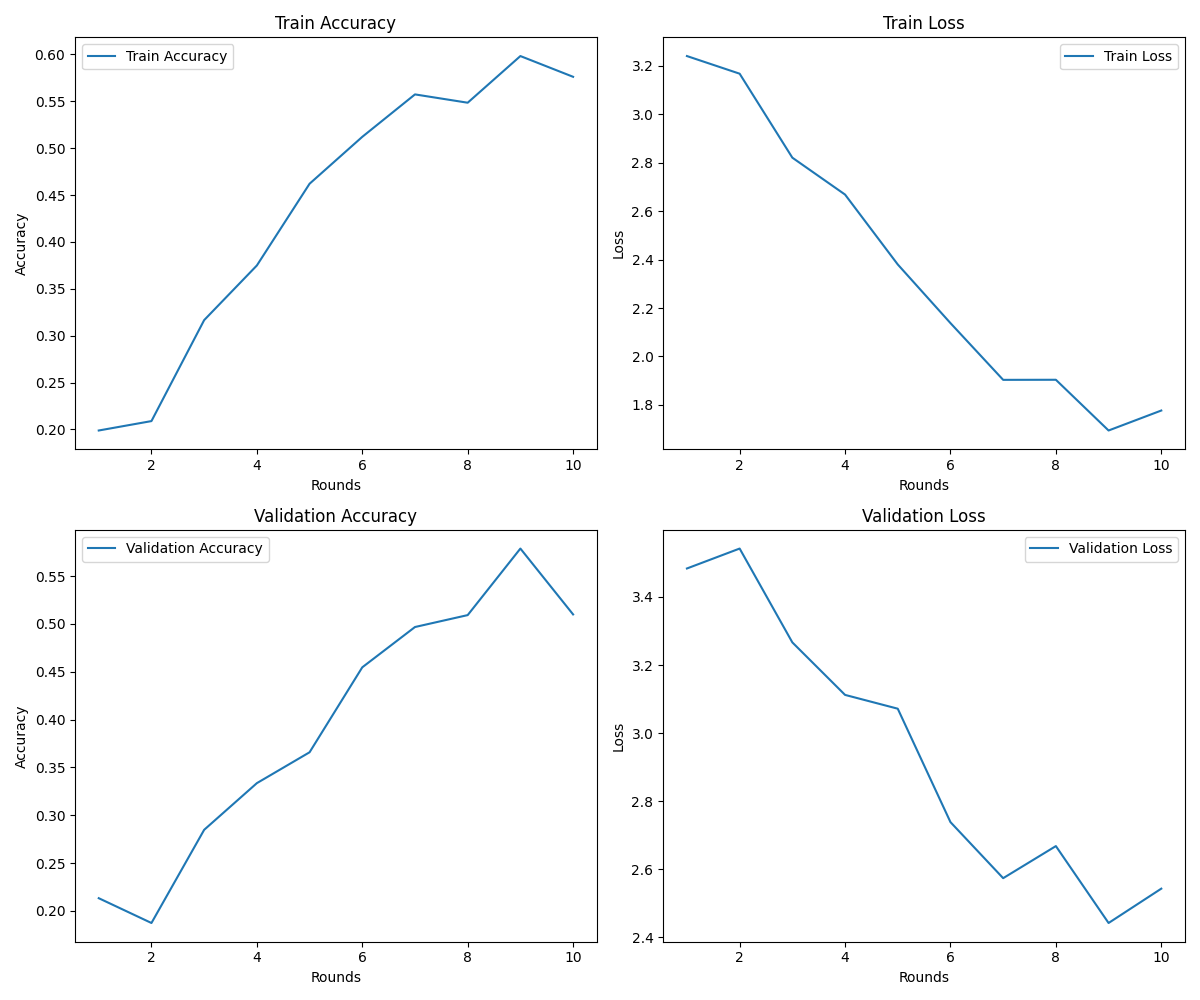 Train Accuracy
Train Accuracy
0.60
0.55
0.50
0.45
0.40
0.35
0.30
0.25
0.20
Accuracy
2 4 6 8 10
Rounds
Train Loss
Train Loss
3.2
3.0
2.8
2.6
2.4
2.2
2.0
1.8
Loss
2 4 6 8 10
Rounds
Validation Accuracy
Validation Accuracy
0.55
0.50
0.45
0.40
0.35
0.30
0.25
0.20
Accuracy
2 4 6 8 10
Rounds
Validation Loss
Validation Loss
3.4
3.2
3.0
2.8
2.6
2.4
Loss
2 4 6 8 10
Rounds